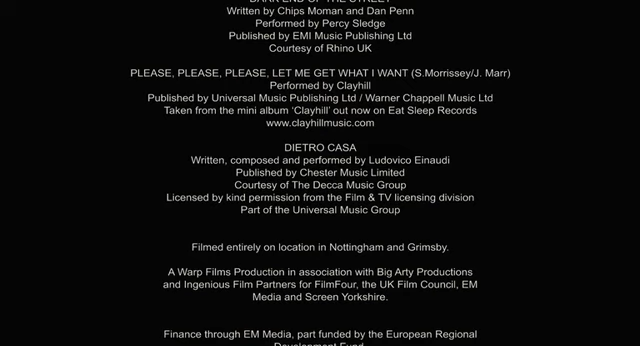 DARK END OF THE STREET
Written by Chips Moman and Dan Penn
Performed by Percy Sledge
Published by EMI Music Publishing Ltd
Courtesy of Rhino UK
PLEASE, PLEASE, PLEASE, LET ME GET WHAT I WANT (S.Morrissey/J. Marr)
Performed by Clayhill
Published by Universal Music Publishing Ltd / Warner Chappell Music Ltd
Taken from the mini album ‘Clayhill’ out now on Eat Sleep Records
www.clayhillmusic.com
DIETRO CASA
Written, composed and performed by Ludovico Einaudi
Published by Chester Music Limited
Courtesy of The Decca Music Group
Licensed by kind permission from the Film & TV licensing division
Part of the Universal Music Group
Filmed entirely on location in Nottingham and Grimsby.
A Warp Films Production in association with Big Arty Productions
and Ingenious Film Partners for FilmFour, the UK Film Council, EM
Media and Screen Yorkshire.
Finance through EM Media, part funded by the European Regional
Development Fund